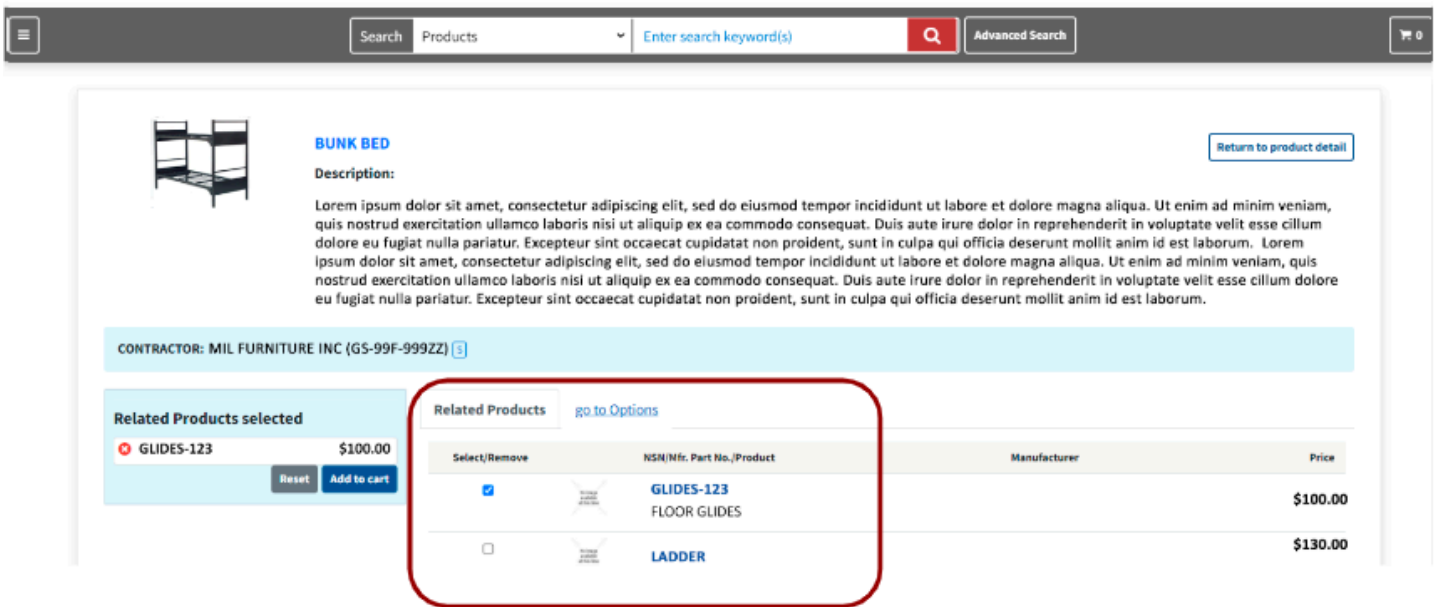 Search Products Enter search keyword(s) Advanced Search 0
BUNK BED
Return to product detail
Description:
Lorem ipsum dolor sit amet, consectetur adipiscing elit, sed do eiusmod tempor incididunt ut labore et dolore magna aliqua. Ut enim ad minim veniam,
quis nostrud exercitation ullamco laboris nisi ut aliquip ex ea commodo consequat. Duis aute irure dolor in reprehenderit in voluptate velit esse cillum
dolore eu fugiat nulla pariatur. Excepteur sint occaecat cupidatat non proident, sunt in culpa qui officia deserunt mollit anim id est laborum. Lorem
ipsum dolor sit amet, consectetur adipiscing elit, sed do eiusmod tempor incididunt ut labore et dolore magna aliqua. Ut enim ad minim veniam, quis
nostrud exercitation ullamco laboris nisi ut aliquip ex ea commodo consequat. Duis aute irure dolor in reprehenderit in voluptate velit esse cillum dolore
eu fugiat nulla pariatur. Excepteur sint occaecat cupidatat non proident, sunt in culpa qui officia deserunt mollit anim id est laborum.
CONTRACTOR: MIL FURNITURE INC (GS-99F-999ZZ) s
Related Products selected
GLIDES-123 $100.00
Reset Add to cart
Related Products go to Options
Select/Remove NSN/Mfr. Part No./Product Manufacturer Price
GLIDES-123 $100.00
FLOOR GLIDES
LADDER $130.00